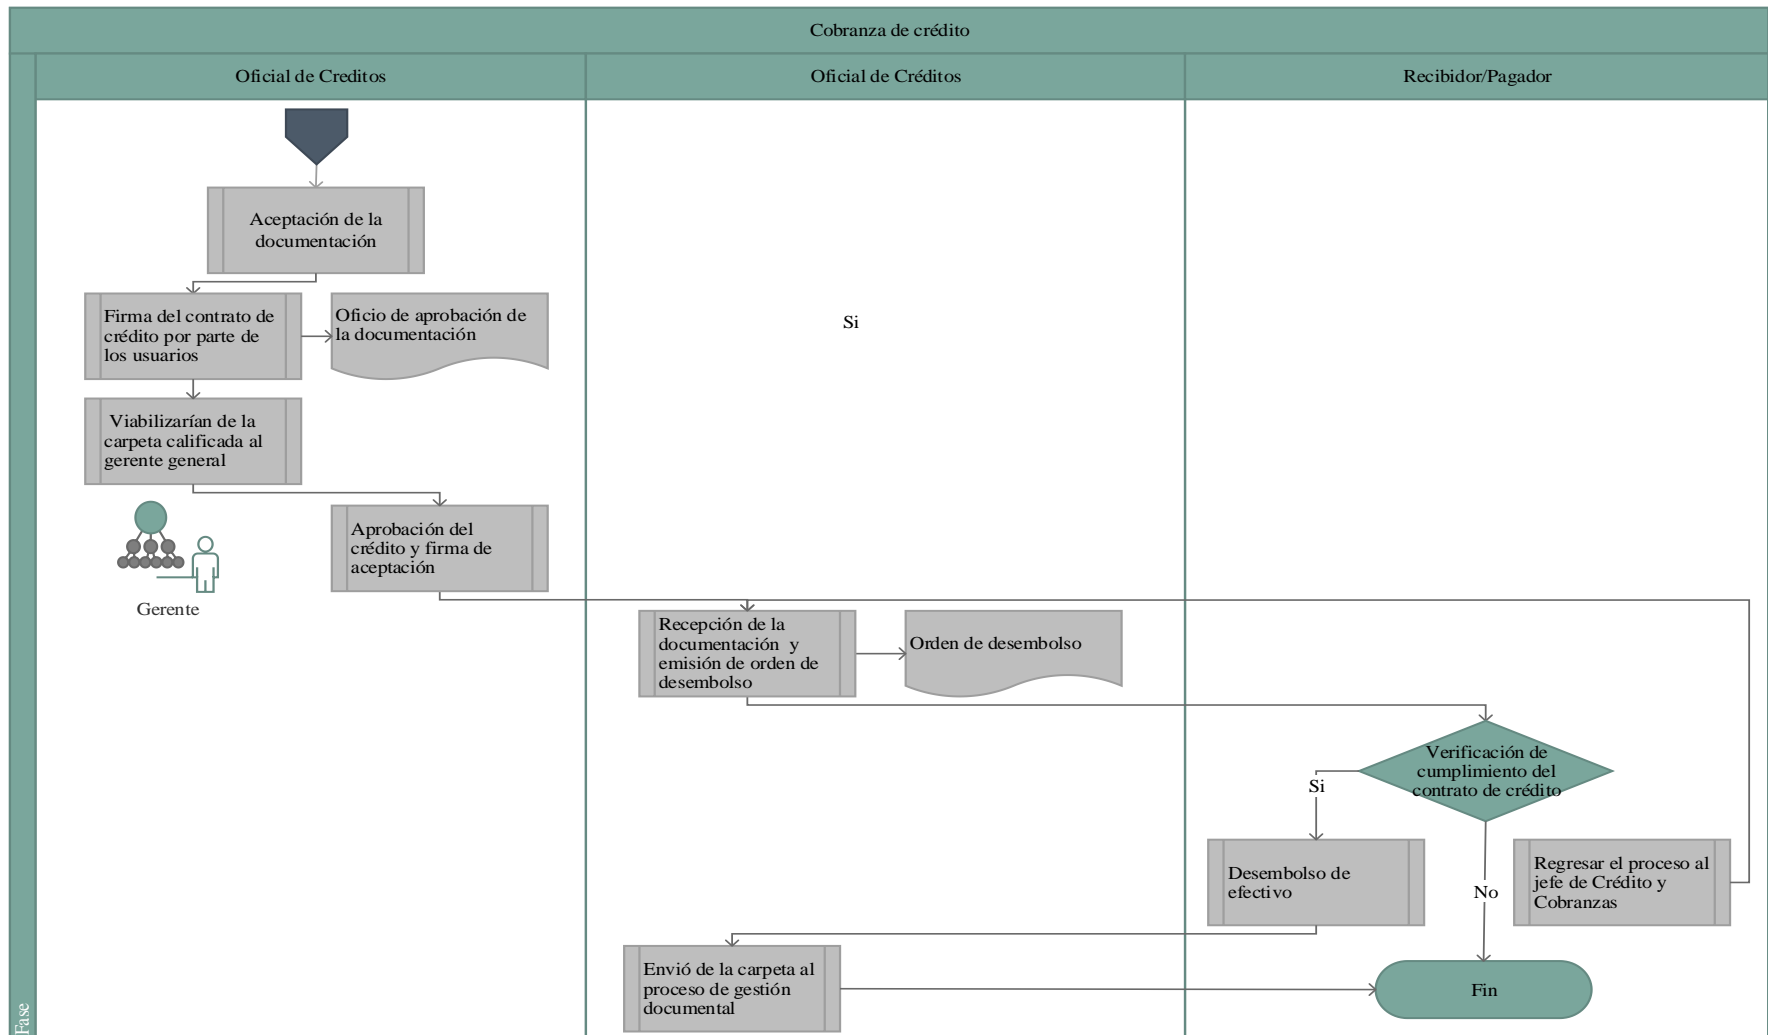 Cobranza de crédito
Oficial de Creditos
Oficial de Créditos
Recibidor/Pagador
Aceptación de la
documentación
Firma del contrato de
crédito por parte de
los usuarios
Oficio de aprobación de
la documentación
Si
Viabilizarían de la
carpeta calificada al
gerente general
Aprobación del
crédito y firma de
aceptación
Gerente
Recepción de la
documentación y
emisión de orden de
desembolso
Orden de desembolso
Verificación de
cumplimiento del
contrato de crédito
Si
Desembolso de
efectivo
No
Regresar el proceso al
jefe de Crédito y
Cobranzas
Envió de la carpeta al
proceso de gestión
documental
Fin
Fase